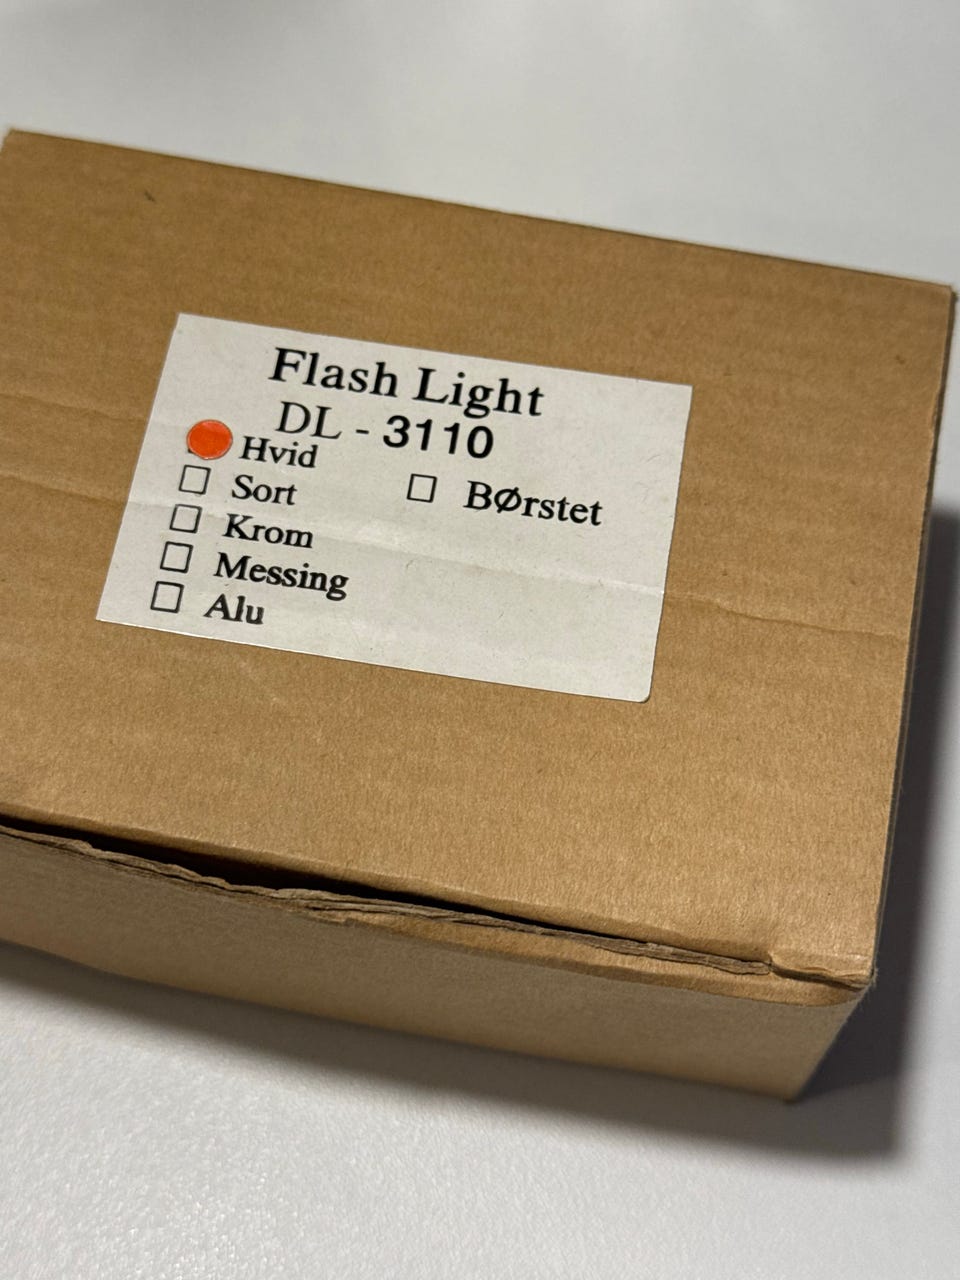 Flash Light
DL - 3110
Hvid
Sort
BØrstet
Krom
Messing
Alu